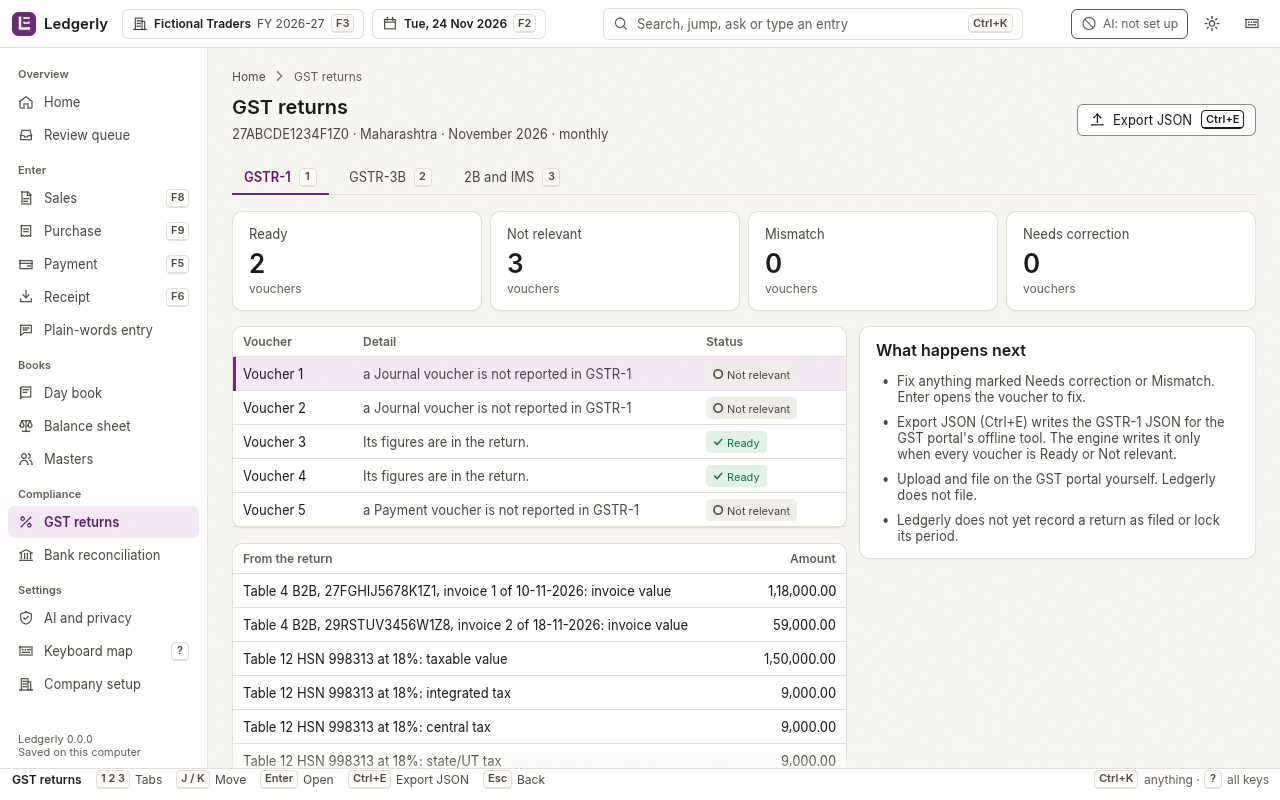 Ledgerly
Fictional Traders FY 2026-27 F3
Tue, 24 Nov 2026 F2
Search, jump, ask or type an entry Ctrl+K
AI: not set up
Overview
Home
Review queue
Enter
Sales F8
Purchase F9
Payment F5
Receipt F6
Plain-words entry
Books
Day book
Balance sheet
Masters
Compliance
GST returns
Bank reconciliation
Settings
AI and privacy
Keyboard map ?
Company setup
Ledgerly 0.0.0
Saved on this computer
Home GST returns
GST returns
27ABCDE1234F1Z0 · Maharashtra · November 2026 · monthly
Export JSON Ctrl+E
GSTR-1 1 GSTR-3B 2 2B and IMS 3
Ready
2
vouchers
Not relevant
3
vouchers
Mismatch
0
vouchers
Needs correction
0
vouchers
Voucher Detail Status
Voucher 1 a Journal voucher is not reported in GSTR-1 Not relevant
Voucher 2 a Journal voucher is not reported in GSTR-1 Not relevant
Voucher 3 Its figures are in the return. Ready
Voucher 4 Its figures are in the return. Ready
Voucher 5 a Payment voucher is not reported in GSTR-1 Not relevant
From the return Amount
Table 4 B2B, 27FGHIJ5678K1Z1, invoice 1 of 10-11-2026: invoice value 1,18,000.00
Table 4 B2B, 29RSTUV3456W1Z8, invoice 2 of 18-11-2026: invoice value 59,000.00
Table 12 HSN 998313 at 18%: taxable value 1,50,000.00
Table 12 HSN 998313 at 18%: integrated tax 9,000.00
Table 12 HSN 998313 at 18%: central tax 9,000.00
Table 12 HSN 998313 at 18%: state/UT tax 9,000.00
What happens next
• Fix anything marked Needs correction or Mismatch.
Enter opens the voucher to fix.
• Export JSON (Ctrl+E) writes the GSTR-1 JSON for the
GST portal's offline tool. The engine writes it only
when every voucher is Ready or Not relevant.
• Upload and file on the GST portal yourself. Ledgerly
does not file.
• Ledgerly does not yet record a return as filed or lock
its period.
GST returns 1 2 3 Tabs J / K Move Enter Open Ctrl+E Export JSON Esc Back Ctrl+K anything · ? all keys